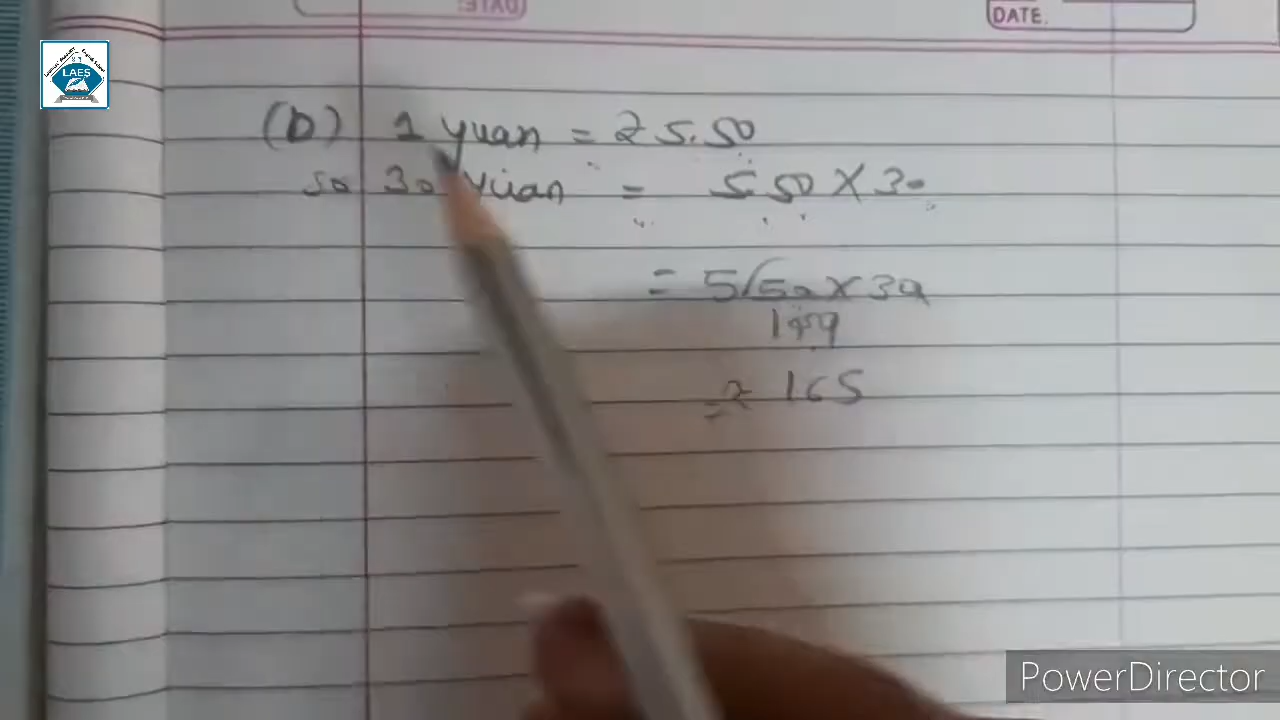 DATE.
LAES
(b) 1 yuan = ₹ 5.50
so 30 yuan = 5.50 × 30
= 550 × 30
100
= ₹ 165
PowerDirector